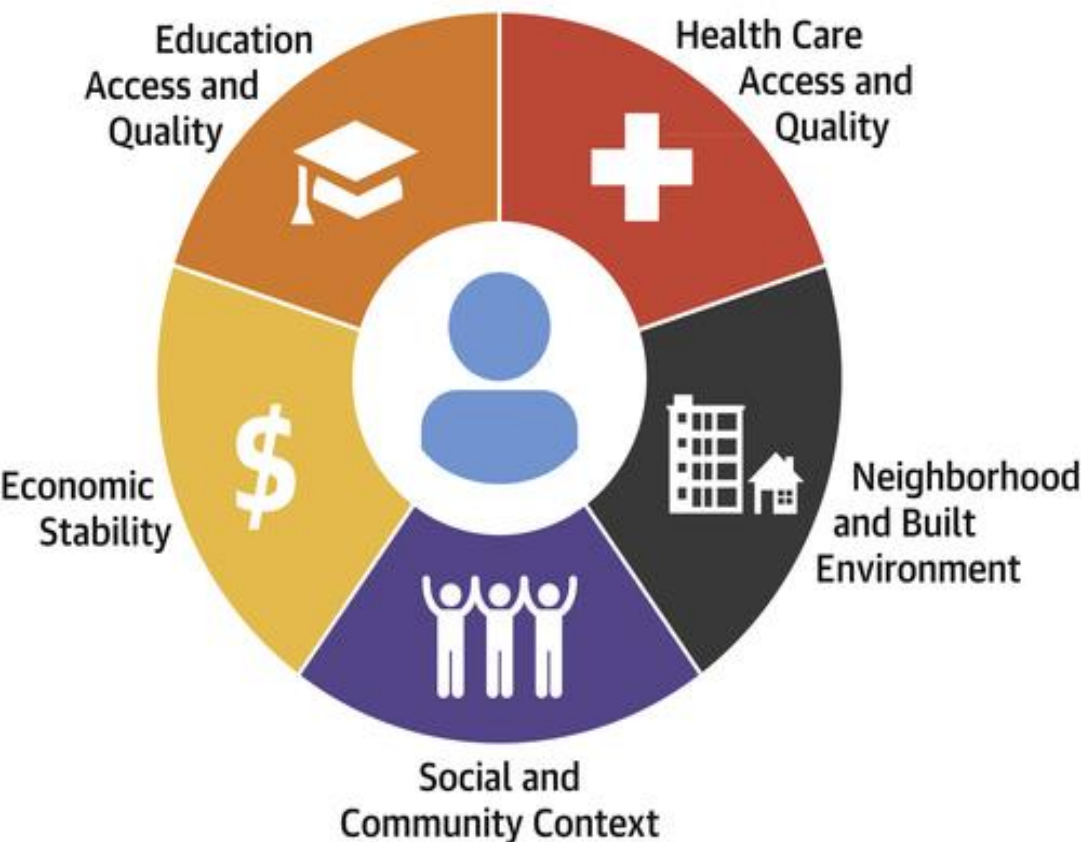 Education
Access and
Quality
Health Care
Access and
Quality
Economic
Stability
$
Neighborhood
and Built
Environment
Social and
Community Context